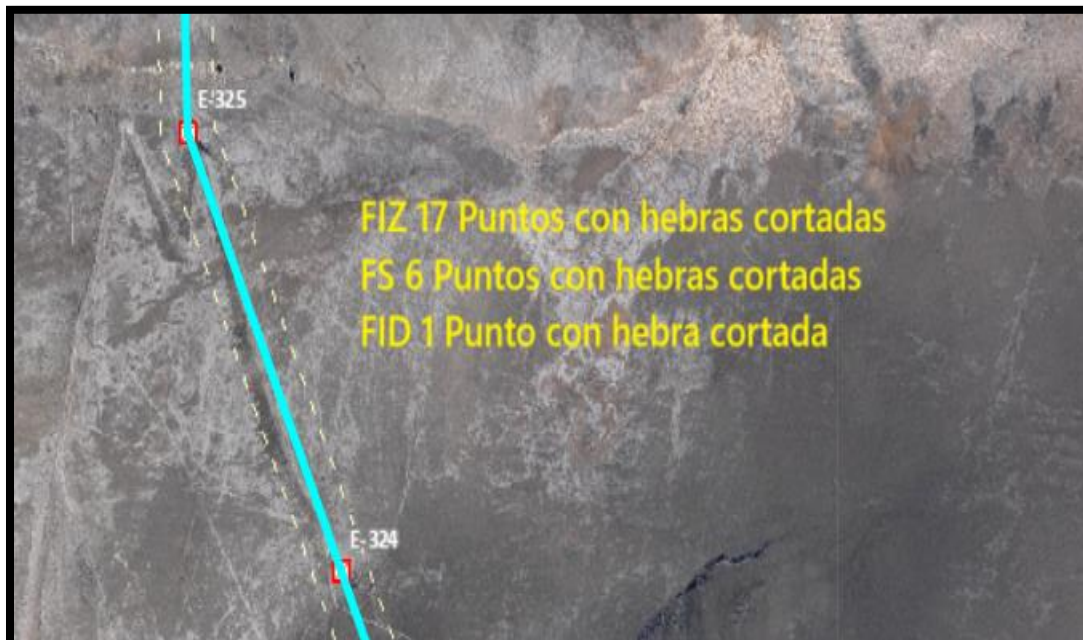 E-325
FIZ 17 Puntos con hebras cortadas
FS 6 Puntos con hebras cortadas
FID 1 Punto con hebra cortada
E-324